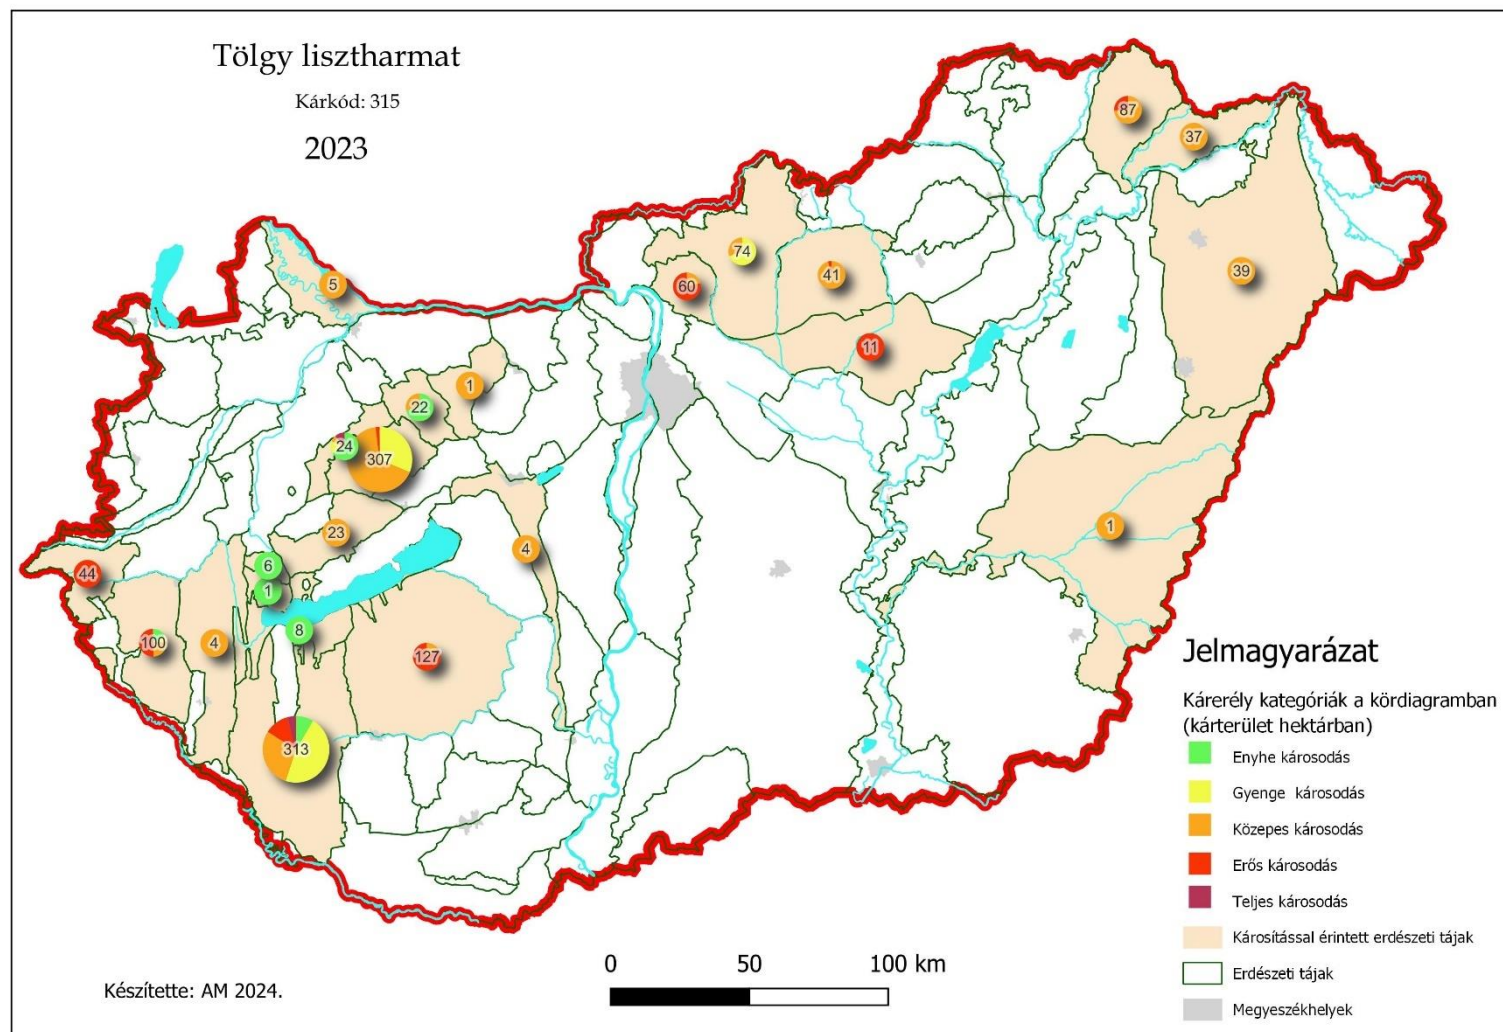 Tölgy lisztharmat
Kárkód: 315
2023
87
37
74
39
60
41
5
11
1
22
24
307
1
23
4
6
44
1
8
100
4
127
313
Jelmagyarázat
Kárerély kategóriák a kördiagramban
(kárterület hektárban)
Enyhe károsodás
Gyenge károsodás
Közepes károsodás
Erős károsodás
Teljes károsodás
Károsítással érintett erdészeti tájak
Erdészeti tájak
Megyeszékhelyek
0 50 100 km
Készítette: AM 2024.